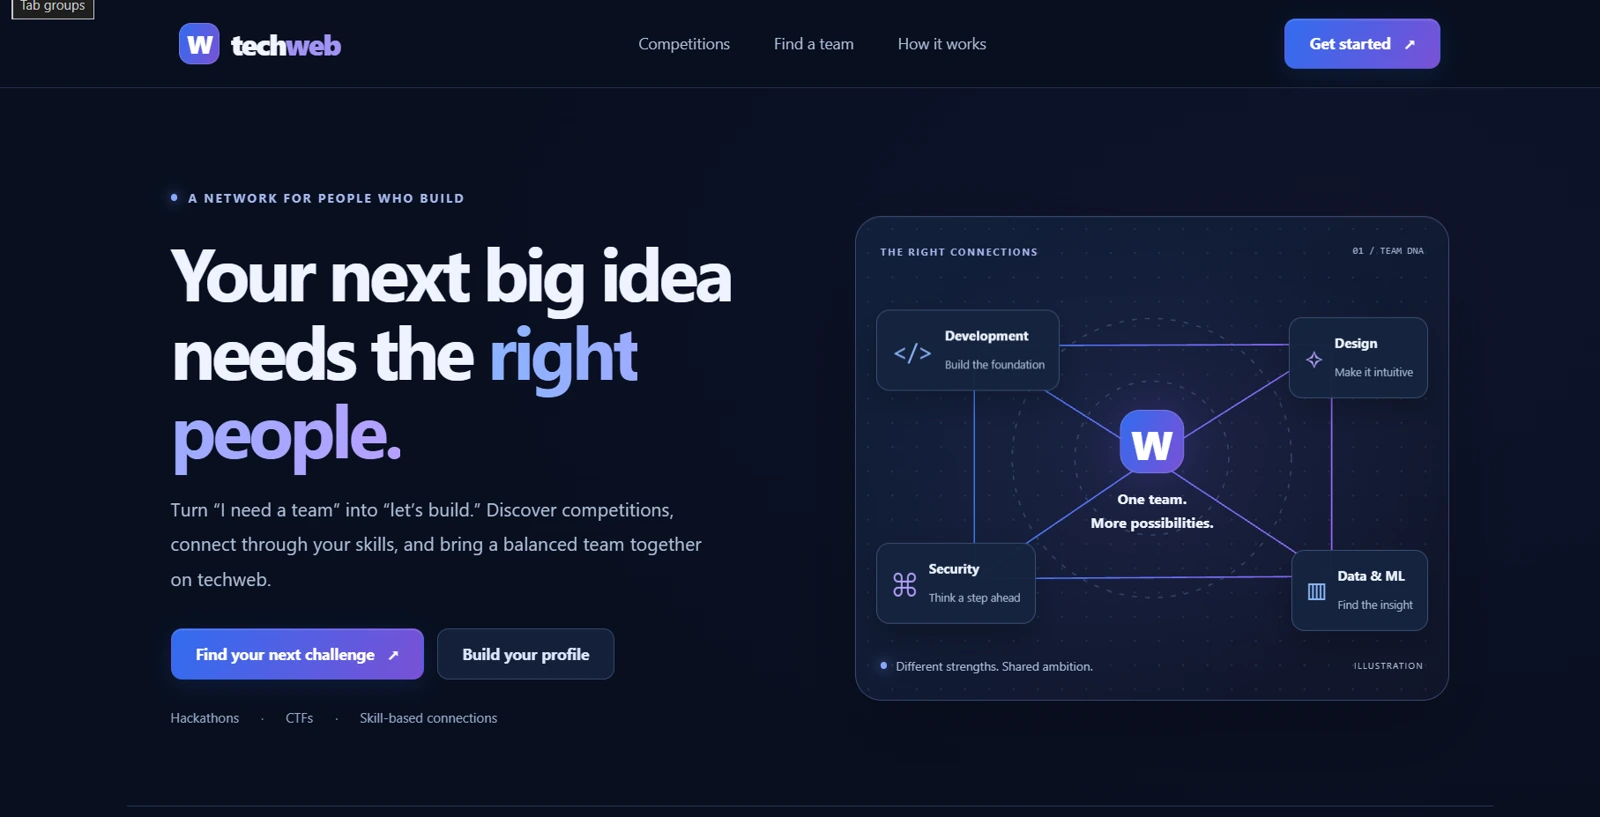 Tab groups
W techweb
Competitions
Find a team
How it works
Get started ↗
A NETWORK FOR PEOPLE WHO BUILD
Your next big idea
needs the right
people.
Turn “I need a team” into “let’s build.” Discover competitions,
connect through your skills, and bring a balanced team together
on techweb.
Find your next challenge ↗
Build your profile
Hackathons · CTFs · Skill-based connections
THE RIGHT CONNECTIONS
01 / TEAM DNA
</> Development
Build the foundation
Design
Make it intuitive
W
One team.
More possibilities.
⌘ Security
Think a step ahead
Data & ML
Find the insight
Different strengths. Shared ambition.
ILLUSTRATION